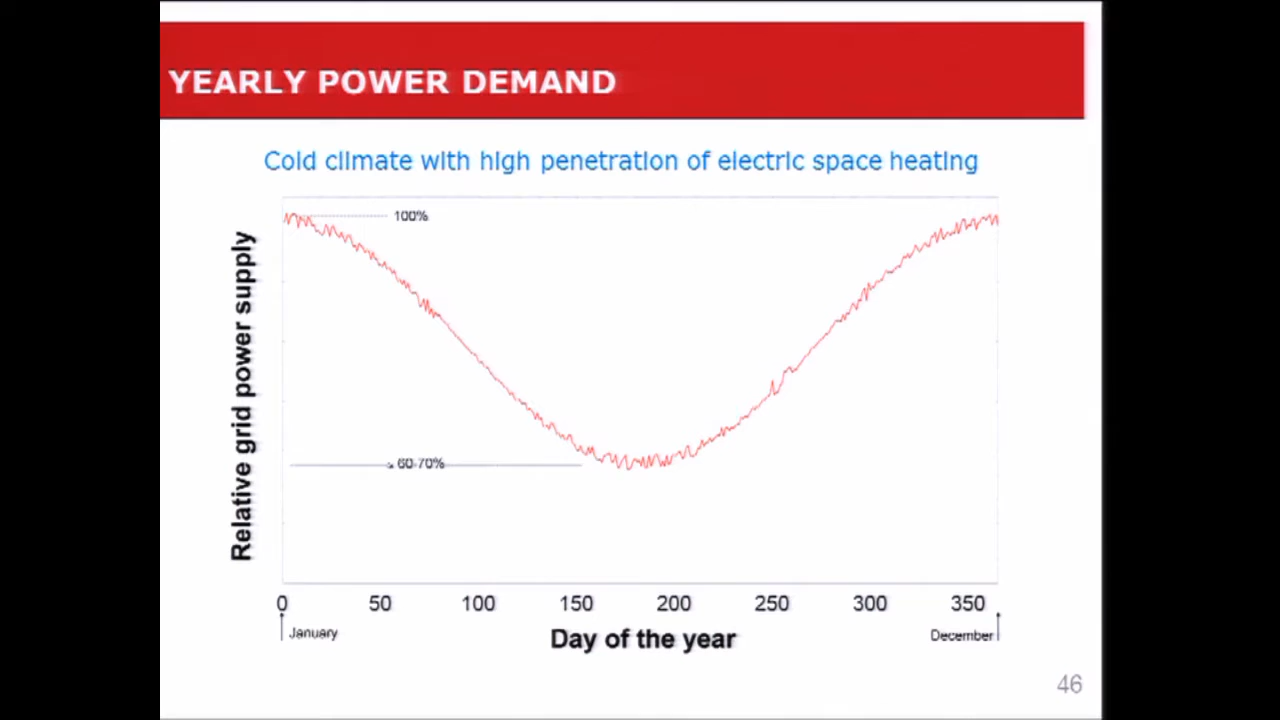 YEARLY POWER DEMAND
Cold climate with high penetration of electric space heating
100%
Relative grid power supply
60-70%
0 50 100 150 200 250 300 350
January
December
Day of the year
46